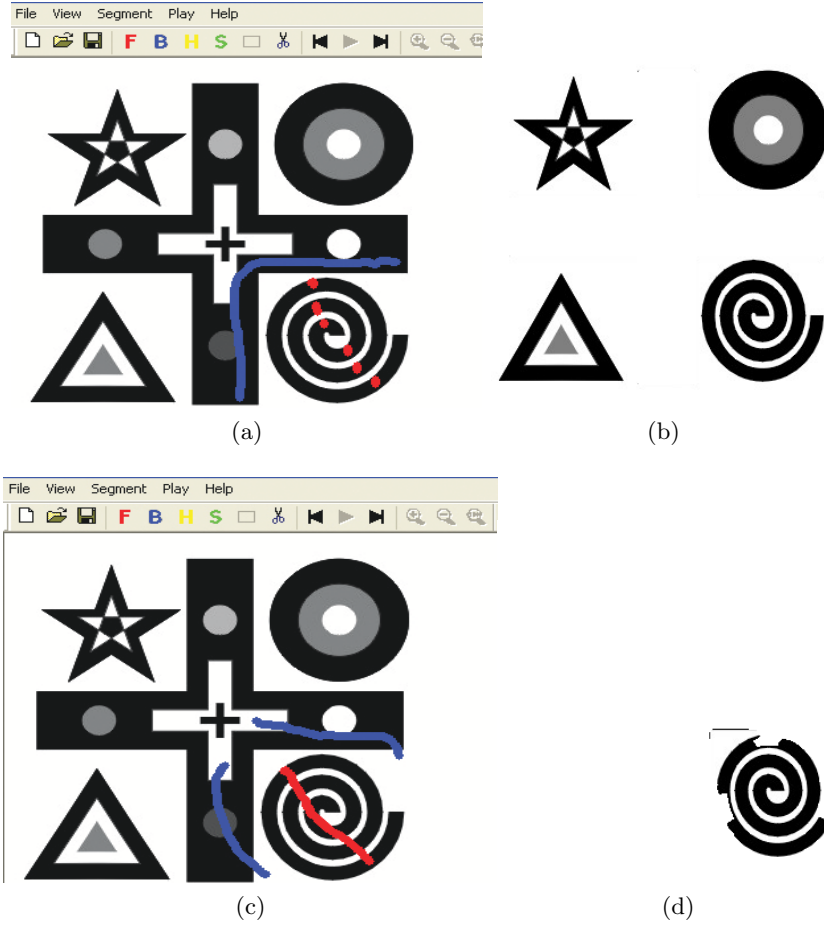 File View Segment Play Help
F B H S
(a)
(b)
File View Segment Play Help
F B H S
(c)
(d)